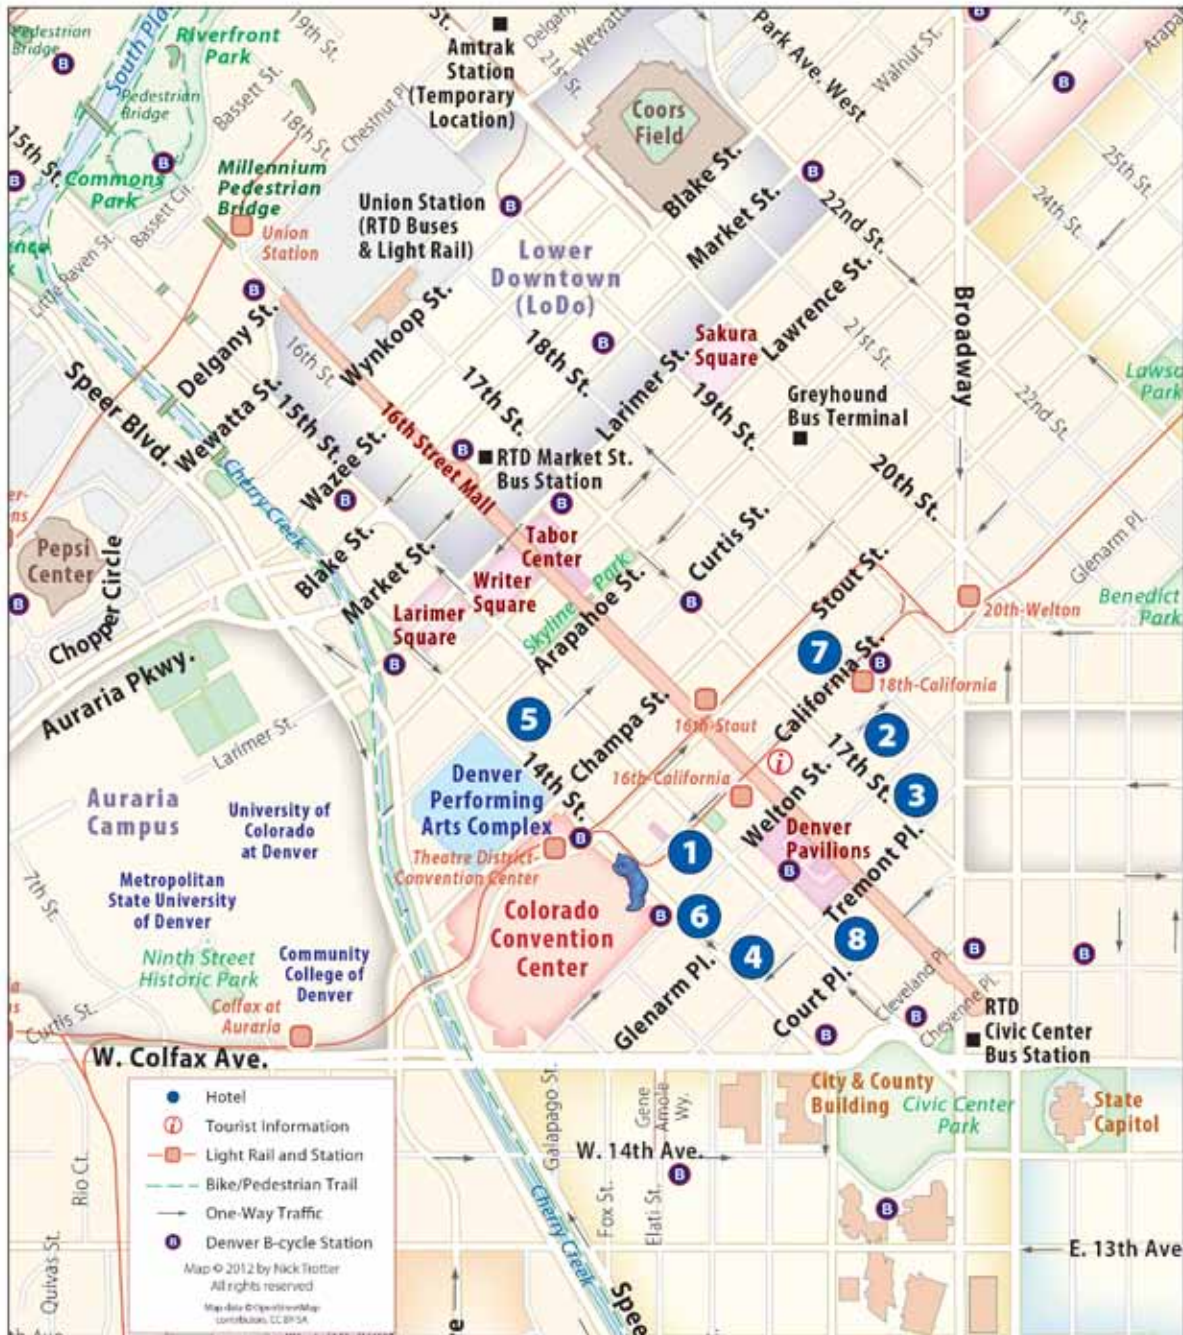 Pedestrian
Bridge
19th St.
Riverfront
Park
South Pla
St.
Amtrak
Station
(Temporary
Location)
Delgany
21st St.
Wewatta
Park Ave. West
Walnut St.
Arapa
B
B
B
Pedestrian
Bridge
Bassett St.
18th St.
Chestnut Pl.
Coors
Field
15th St.
B
Commons
Park
B
Millennium
Pedestrian
Bridge
Bassett Cir.
Union
Station
Union Station
(RTD Buses
& Light Rail)
B
Blake St.
Market St.
B
22nd St.
25th St.
24th St.
Little Raven St.
Lower
Downtown
(LoDo)
B
Delgany St.
16th St.
Wynkoop St.
18th St.
B
Sakura
Square
Lawrence St.
21st St.
Broadway
Lawso
Park
22nd St.
Speer Blvd.
Wewatta St.
15th St.
17th St.
Larimer St.
19th St.
Greyhound
Bus Terminal
16th Street Mall
Wazee St.
B
RTD Market St.
Bus Station
20th St.
Cherry Creek
B
B
Pepsi
Center
Chopper Circle
B
Blake St.
Market St.
Tabor
Center
Writer
Square
Larimer
Square
Skyline Park
Arapahoe St.
Curtis St.
B
Stout St.
Glenarm Pl.
20th-Welton
Benedict
Park
Auraria Pkwy.
B
7
California St.
B
18th-California
Larimer St.
5
14th St.
Champa St.
16th-Stout
2
17th St.
Auraria
Campus
University of
Colorado
at Denver
Denver
Performing
Arts Complex
16th-California
i
Welton St.
3
Theatre District-
Convention Center
B
1
Denver
Pavilions
B
Tremont Pl.
7th St.
Metropolitan
State University
of Denver
Colorado
Convention
Center
B
6
4
8
Ninth Street
Historic Park
Community
College of
Denver
Glenarm Pl.
Court Pl.
Cleveland Pl.
Cheyenne Pl.
B
B
B
B
Curtis St.
Colfax at
Auraria
RTD
Civic Center
Bus Station
W. Colfax Ave.
City & County
Building
Civic Center
Park
State
Capitol
Galapago St.
Gene
Amole
Wy.
W. 14th Ave.
B
Fox St.
Elati St.
B
E. 13th Ave
Cherry Creek
Spee
Rio Ct.
Quivas St.
Hotel
i Tourist Information
Light Rail and Station
Bike/Pedestrian Trail
One-Way Traffic
B Denver B-cycle Station
Map © 2012 by Nick Trotter
All rights reserved
Map data © OpenStreetMap
contributors, CC BY-SA